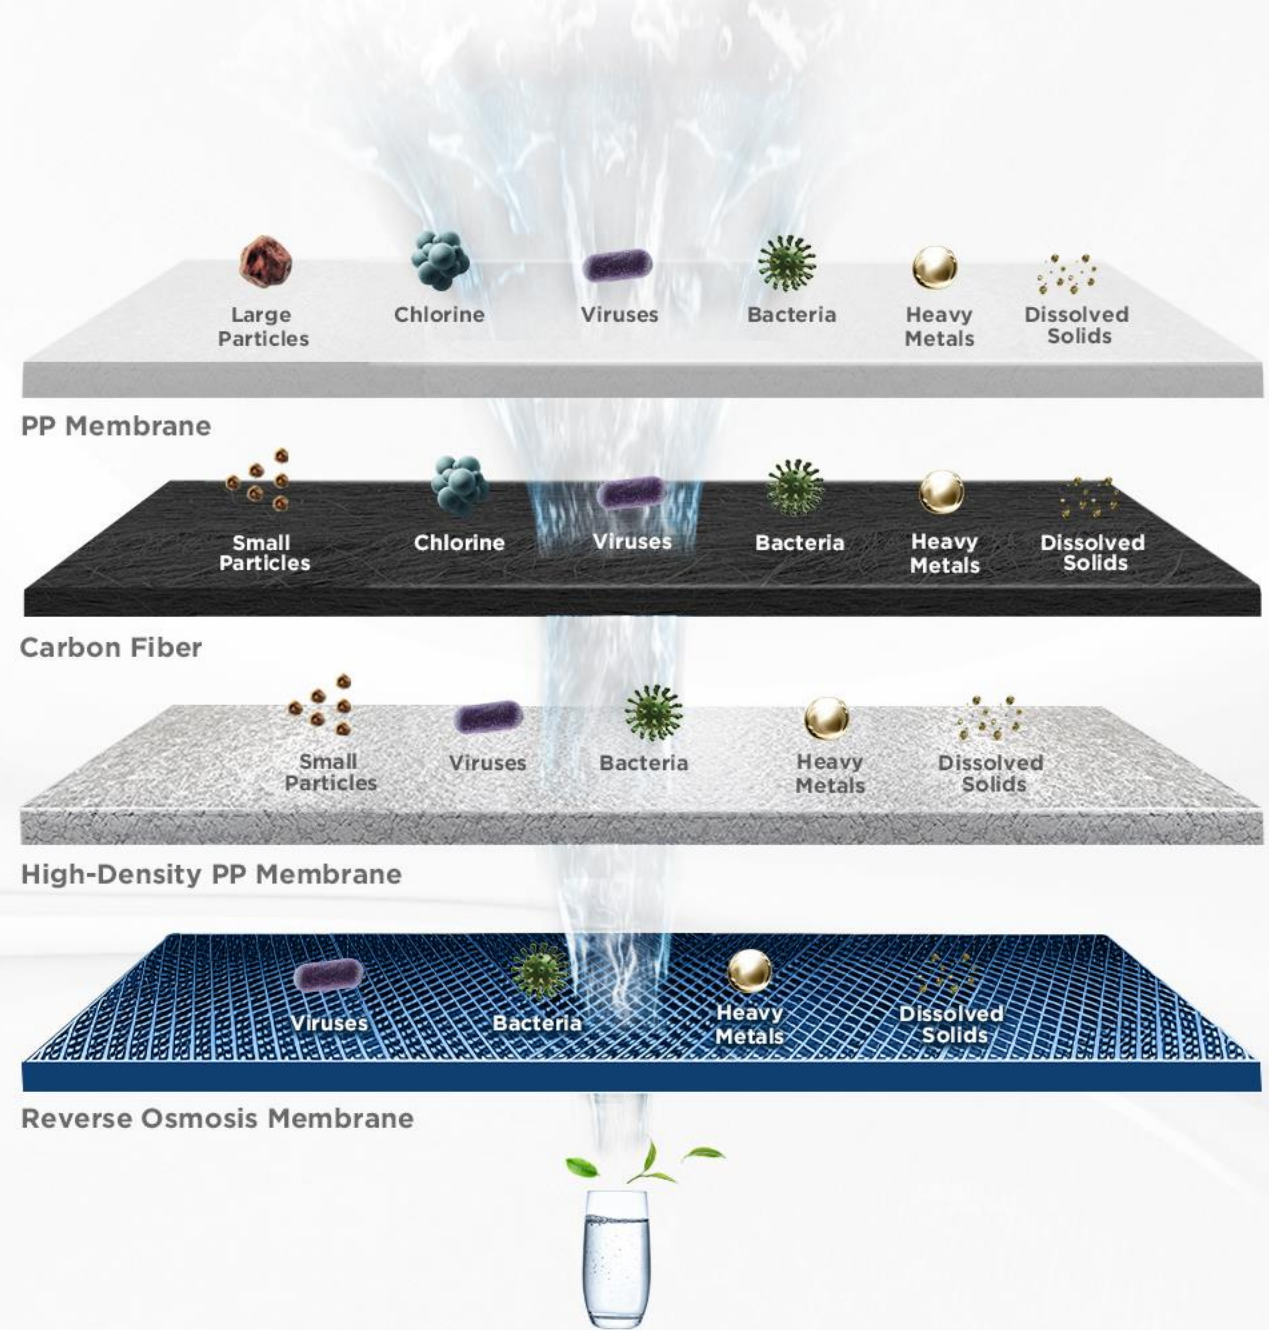 Large
Particles
Chlorine
Viruses
Bacteria
Heavy
Metals
Dissolved
Solids
PP Membrane
Small
Particles
Chlorine
Viruses
Bacteria
Heavy
Metals
Dissolved
Solids
Carbon Fiber
Small
Particles
Viruses
Bacteria
Heavy
Metals
Dissolved
Solids
High-Density PP Membrane
Viruses
Bacteria
Heavy
Metals
Dissolved
Solids
Reverse Osmosis Membrane